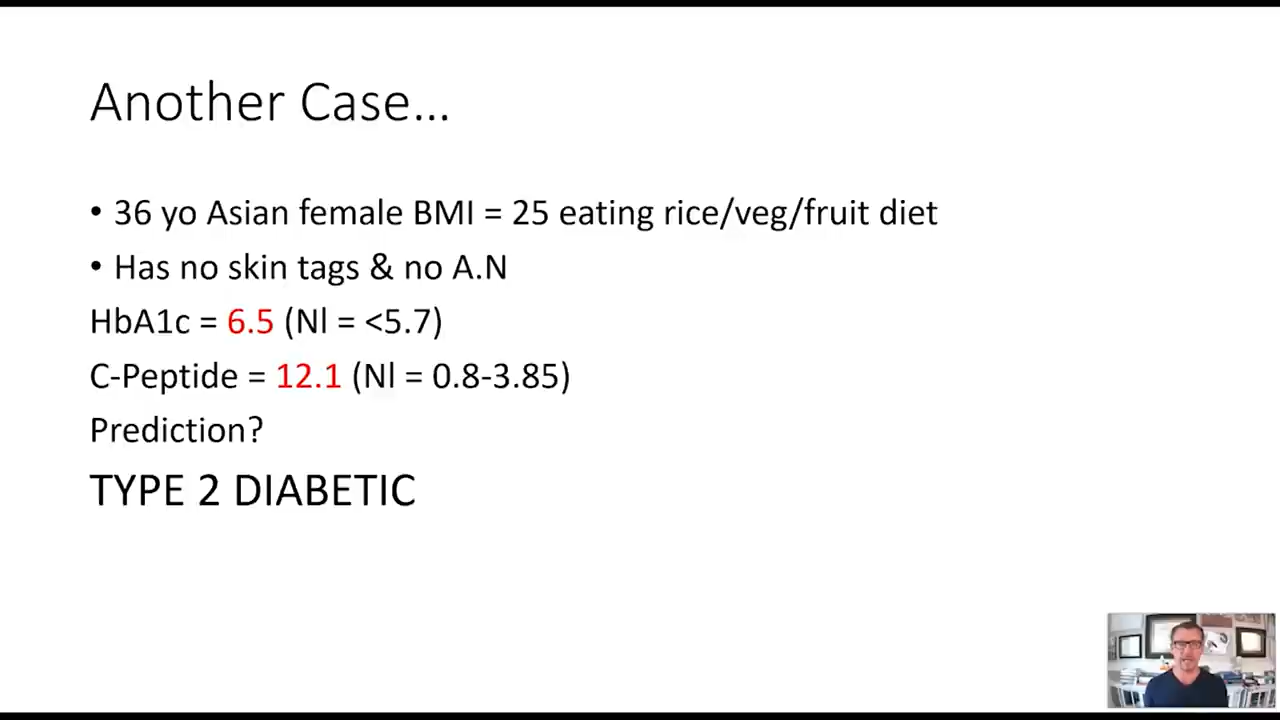 Another Case...
• 36 yo Asian female BMI = 25 eating rice/veg/fruit diet
• Has no skin tags & no A.N
HbA1c = 6.5 (Nl = <5.7)
C-Peptide = 12.1 (Nl = 0.8-3.85)
Prediction?
TYPE 2 DIABETIC